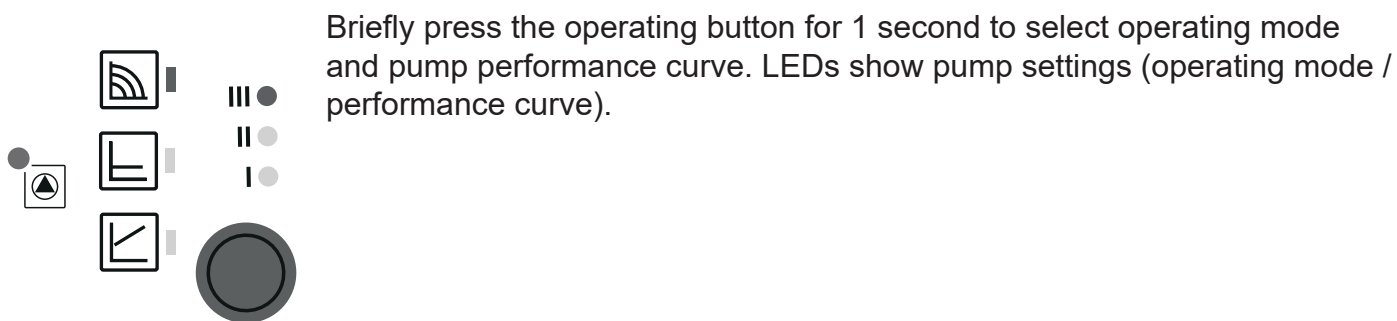 Briefly press the operating button for 1 second to select operating mode
and pump performance curve. LEDs show pump settings (operating mode /
performance curve).
III
II
I